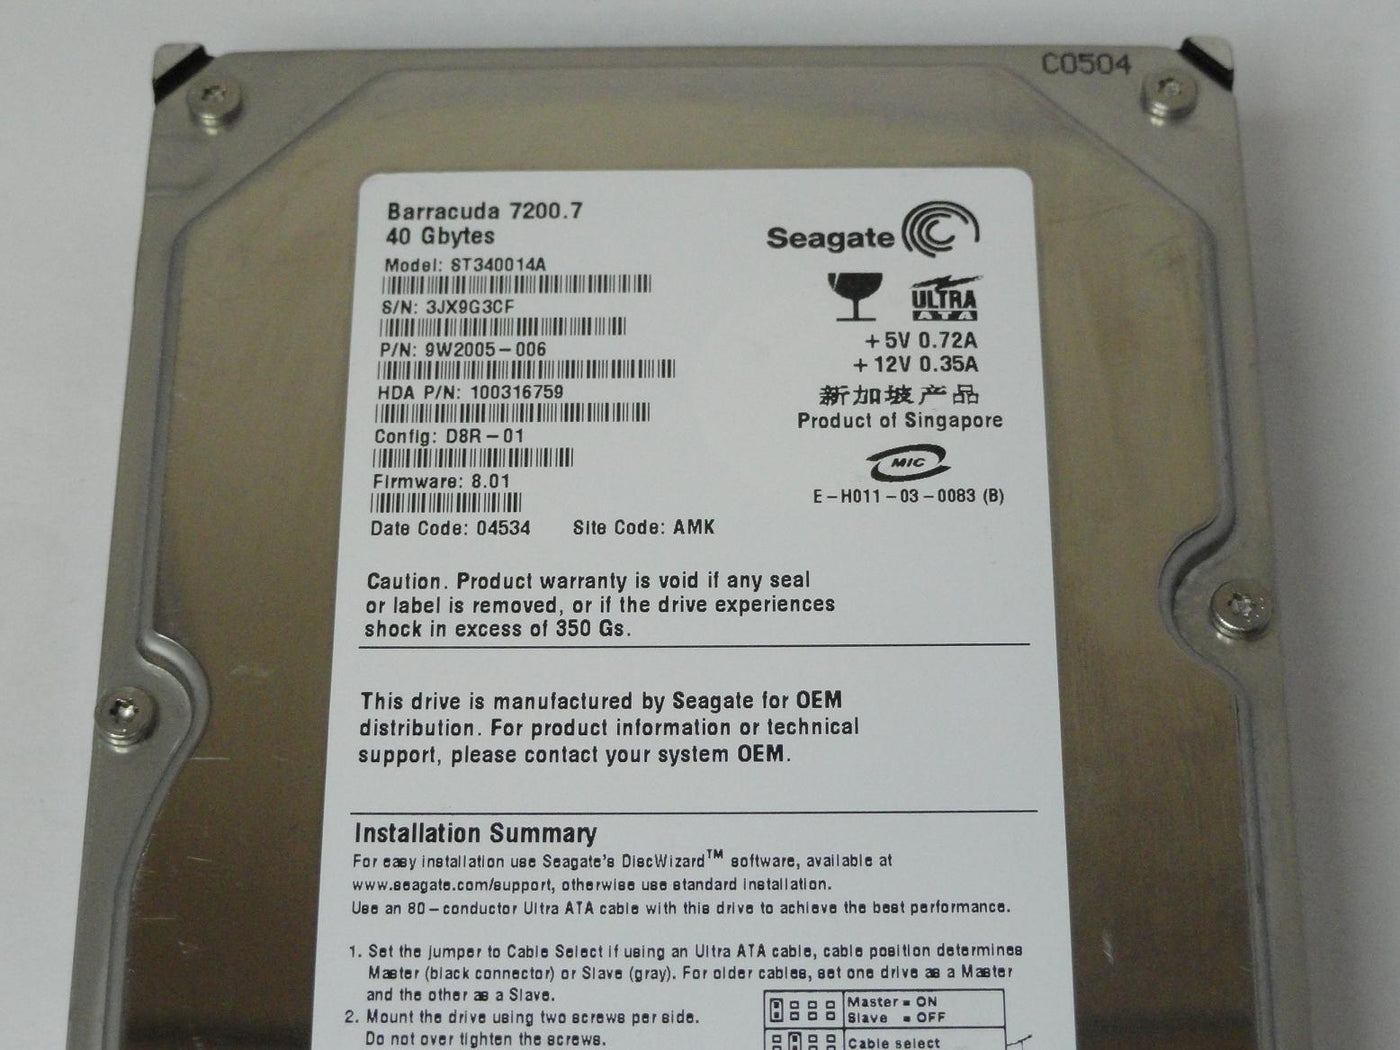 C0504
Barracuda 7200.7
40 Gbytes
Model: ST340014A
S/N: 3JX9G3CF
P/N: 9W2005-006
HDA P/N: 100316759
Config: D8R-01
Firmware: 8.01
Date Code: 04534 Site Code: AMK
Seagate
ULTRA
ATA
+5V 0.72A
+12V 0.35A
新加坡产品
Product of Singapore
MIC
E-H011-03-0083 (B)
Caution. Product warranty is void if any seal
or label is removed, or if the drive experiences
shock in excess of 350 Gs.
This drive is manufactured by Seagate for OEM
distribution. For product information or technical
support, please contact your system OEM.
Installation Summary
For easy installation use Seagate's DiscWizard™ software, available at
www.seagate.com/support, otherwise use standard installation.
Use an 80-conductor Ultra ATA cable with this drive to achieve the best performance.
1. Set the jumper to Cable Select if using an Ultra ATA cable, cable position determines
Master (black connector) or Slave (gray). For older cables, set one drive as a Master
and the other as a Slave.
2. Mount the drive using two screws per side.
Do not over tighten the screws.
Master = ON
Slave = OFF
Cable select